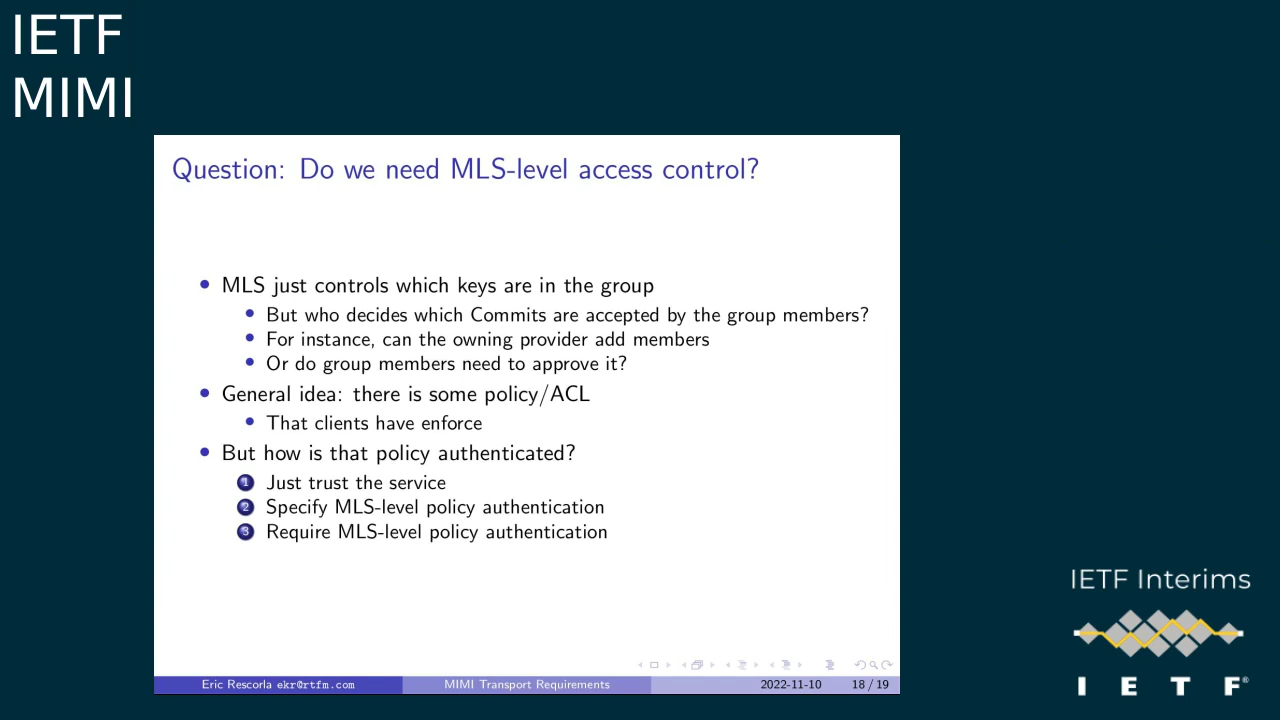 IETF
MIMI
Question: Do we need MLS-level access control?
MLS just controls which keys are in the group
But who decides which Commits are accepted by the group members?
For instance, can the owning provider add members
Or do group members need to approve it?
General idea: there is some policy/ACL
That clients have enforce
But how is that policy authenticated?
1 Just trust the service
2 Specify MLS-level policy authentication
3 Require MLS-level policy authentication
Eric Rescorla ekr@rtfm.com MIMI Transport Requirements 2022-11-10 18 / 19
IETF Interims
I E T F®